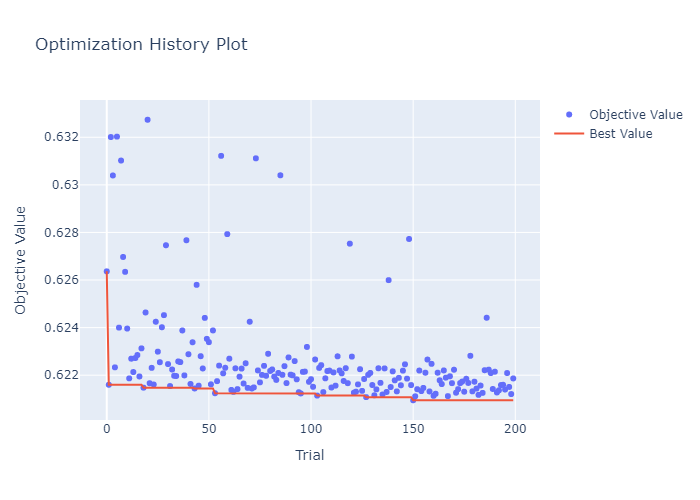 Optimization History Plot
Objective Value
Best Value
0.632
0.63
0.628
0.626
0.624
0.622
Objective Value
0
50
100
150
200
Trial